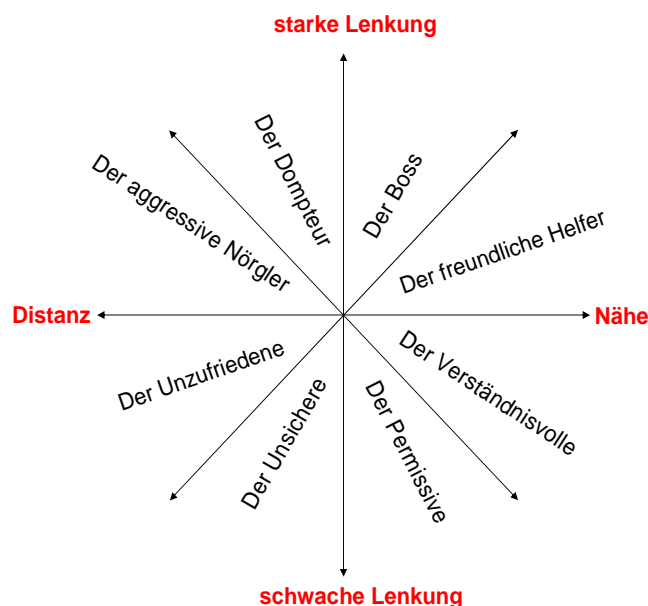 starke Lenkung
Der Dompteur
Der Boss
Der aggressive Nörgler
Der freundliche Helfer
Distanz
Nähe
Der Unzufriedene
Der Verständnisvolle
Der Unsichere
Der Permissive
schwache Lenkung